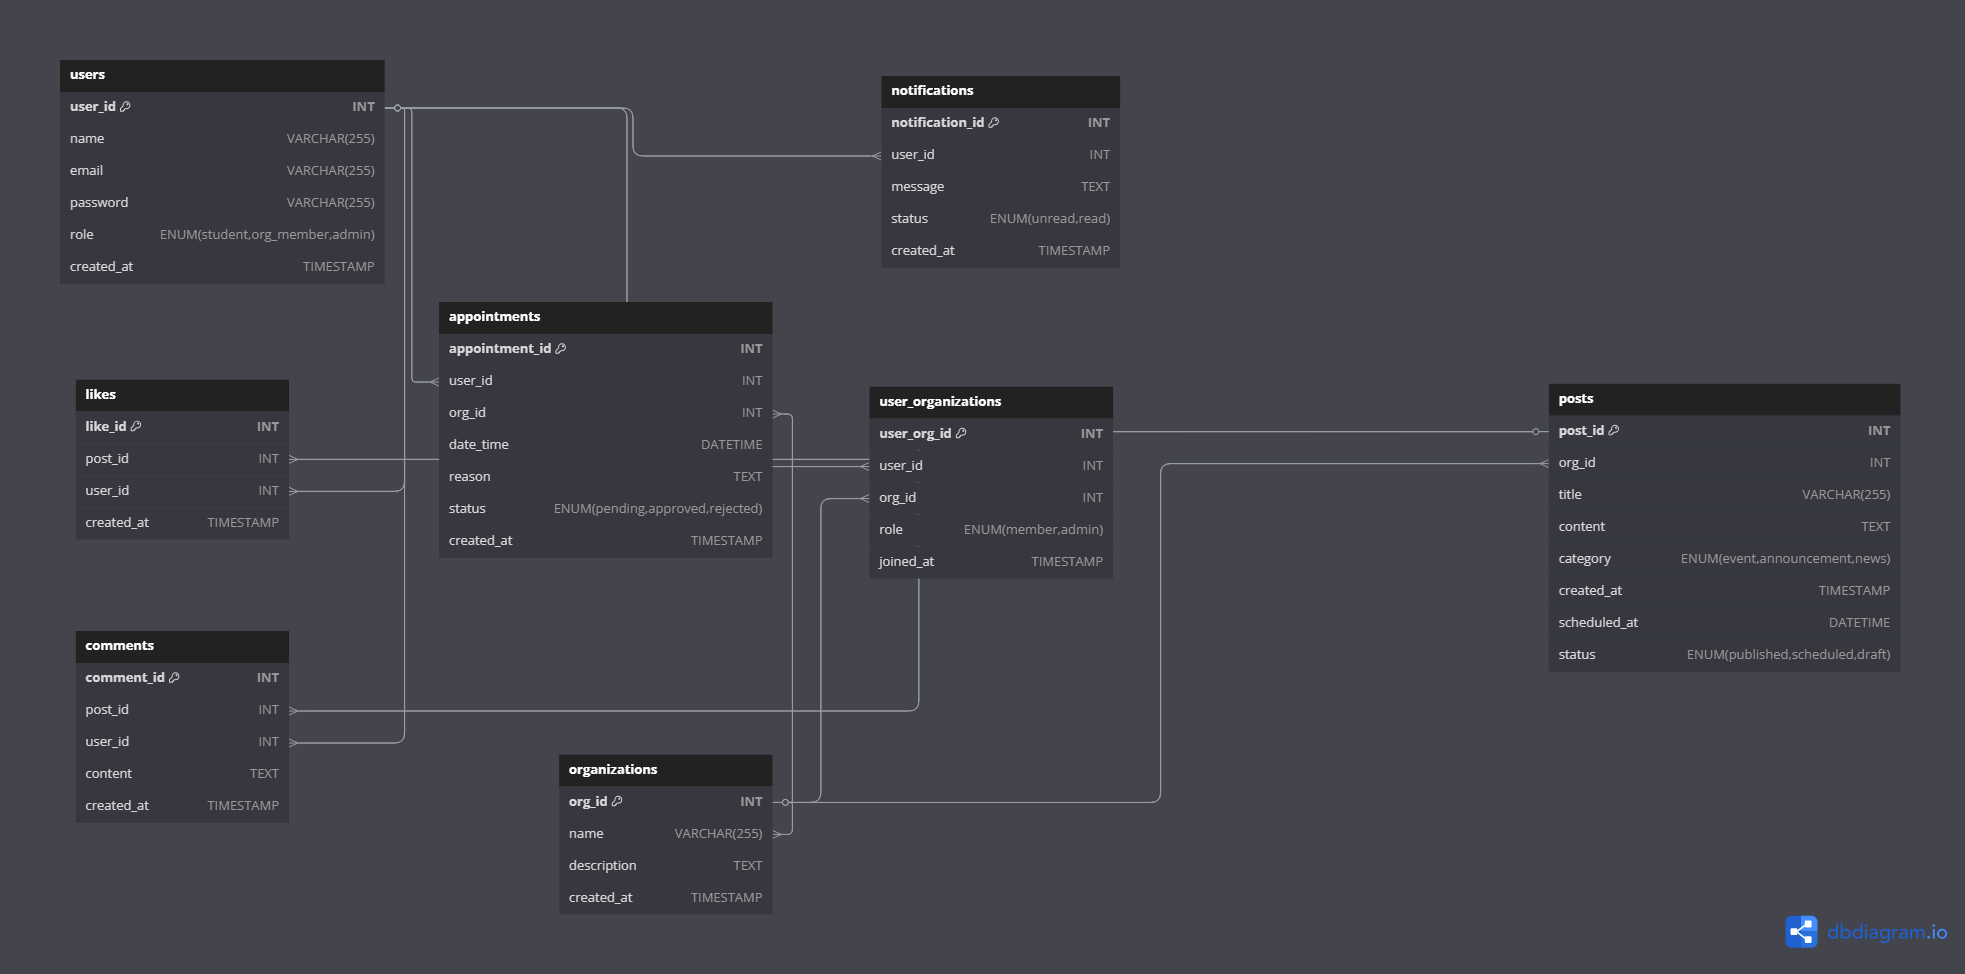 users
user_id INT
name VARCHAR(255)
email VARCHAR(255)
password VARCHAR(255)
role ENUM(student,org_member,admin)
created_at TIMESTAMP
notifications
notification_id INT
user_id INT
message TEXT
status ENUM(unread,read)
created_at TIMESTAMP
appointments
appointment_id INT
user_id INT
org_id INT
date_time DATETIME
reason TEXT
status ENUM(pending,approved,rejected)
created_at TIMESTAMP
likes
like_id INT
post_id INT
user_id INT
created_at TIMESTAMP
user_organizations
user_org_id INT
user_id INT
org_id INT
role ENUM(member,admin)
joined_at TIMESTAMP
posts
post_id INT
org_id INT
title VARCHAR(255)
content TEXT
category ENUM(event,announcement,news)
created_at TIMESTAMP
scheduled_at DATETIME
status ENUM(published,scheduled,draft)
comments
comment_id INT
post_id INT
user_id INT
content TEXT
created_at TIMESTAMP
organizations
org_id INT
name VARCHAR(255)
description TEXT
created_at TIMESTAMP
dbdiagram.io